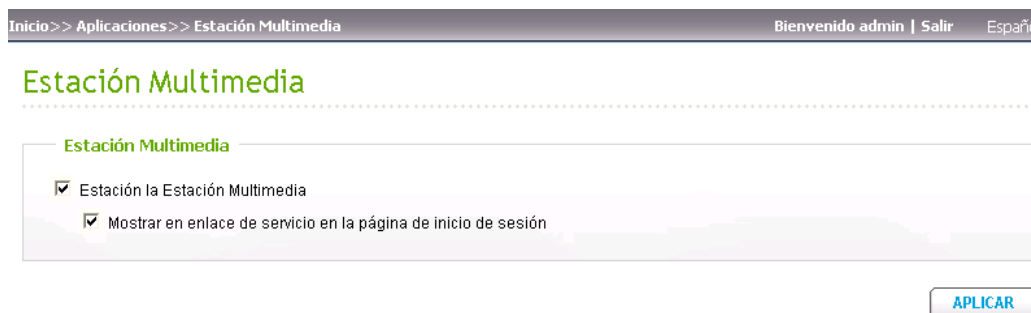 Inicio>> Aplicaciones>> Estación Multimedia Bienvenido admin | Salir
Estación Multimedia
Estación Multimedia
Estación la Estación Multimedia
Mostrar en enlace de servicio en la página de inicio de sesión
APLICAR